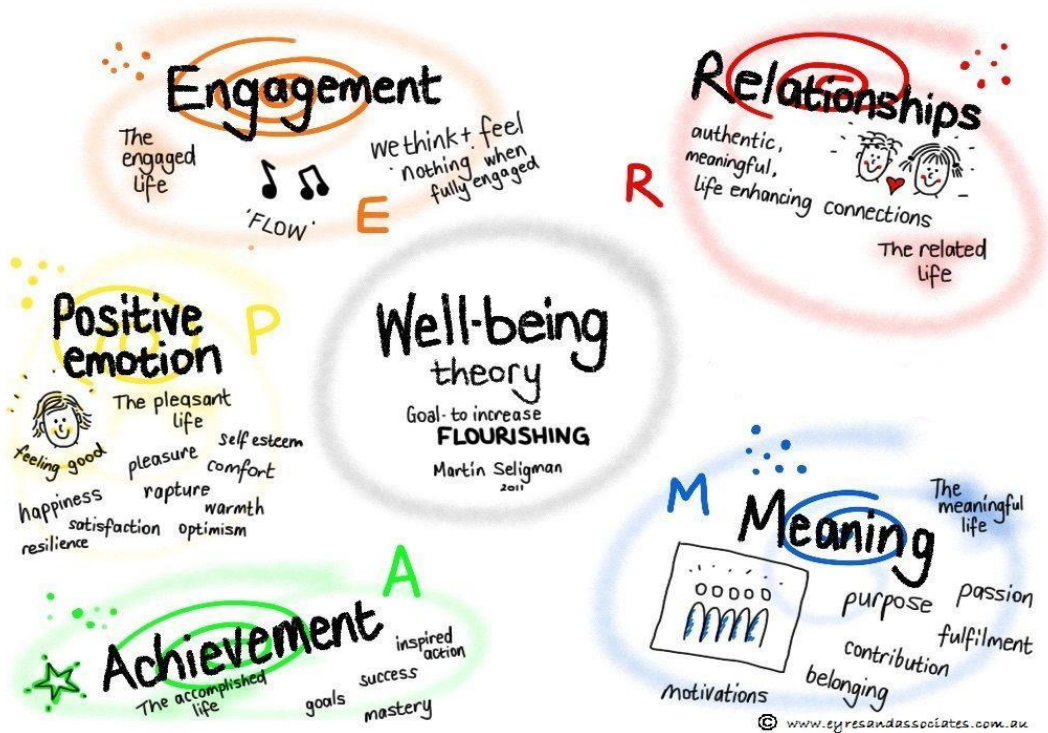 Engagement
The
engaged
life
'FLOW'
we think + feel
'nothing' when
fully engaged
E
Relationships
authentic,
meaningful,
life enhancing connections
The related
life
R
Positive
emotion
P
The pleasant
life
feeling good
self esteem
pleasure
comfort
happiness
rapture
warmth
satisfaction
optimism
resilience
Well-being
theory
Goal - to increase
FLOURISHING
Martin Seligman
2011
M
Meaning
The
meaningful
life
purpose
passion
fulfilment
contribution
belonging
motivations
A
Achievement
The accomplished
life
inspired
action
success
goals
mastery
© www.eyresandassociates.com.au